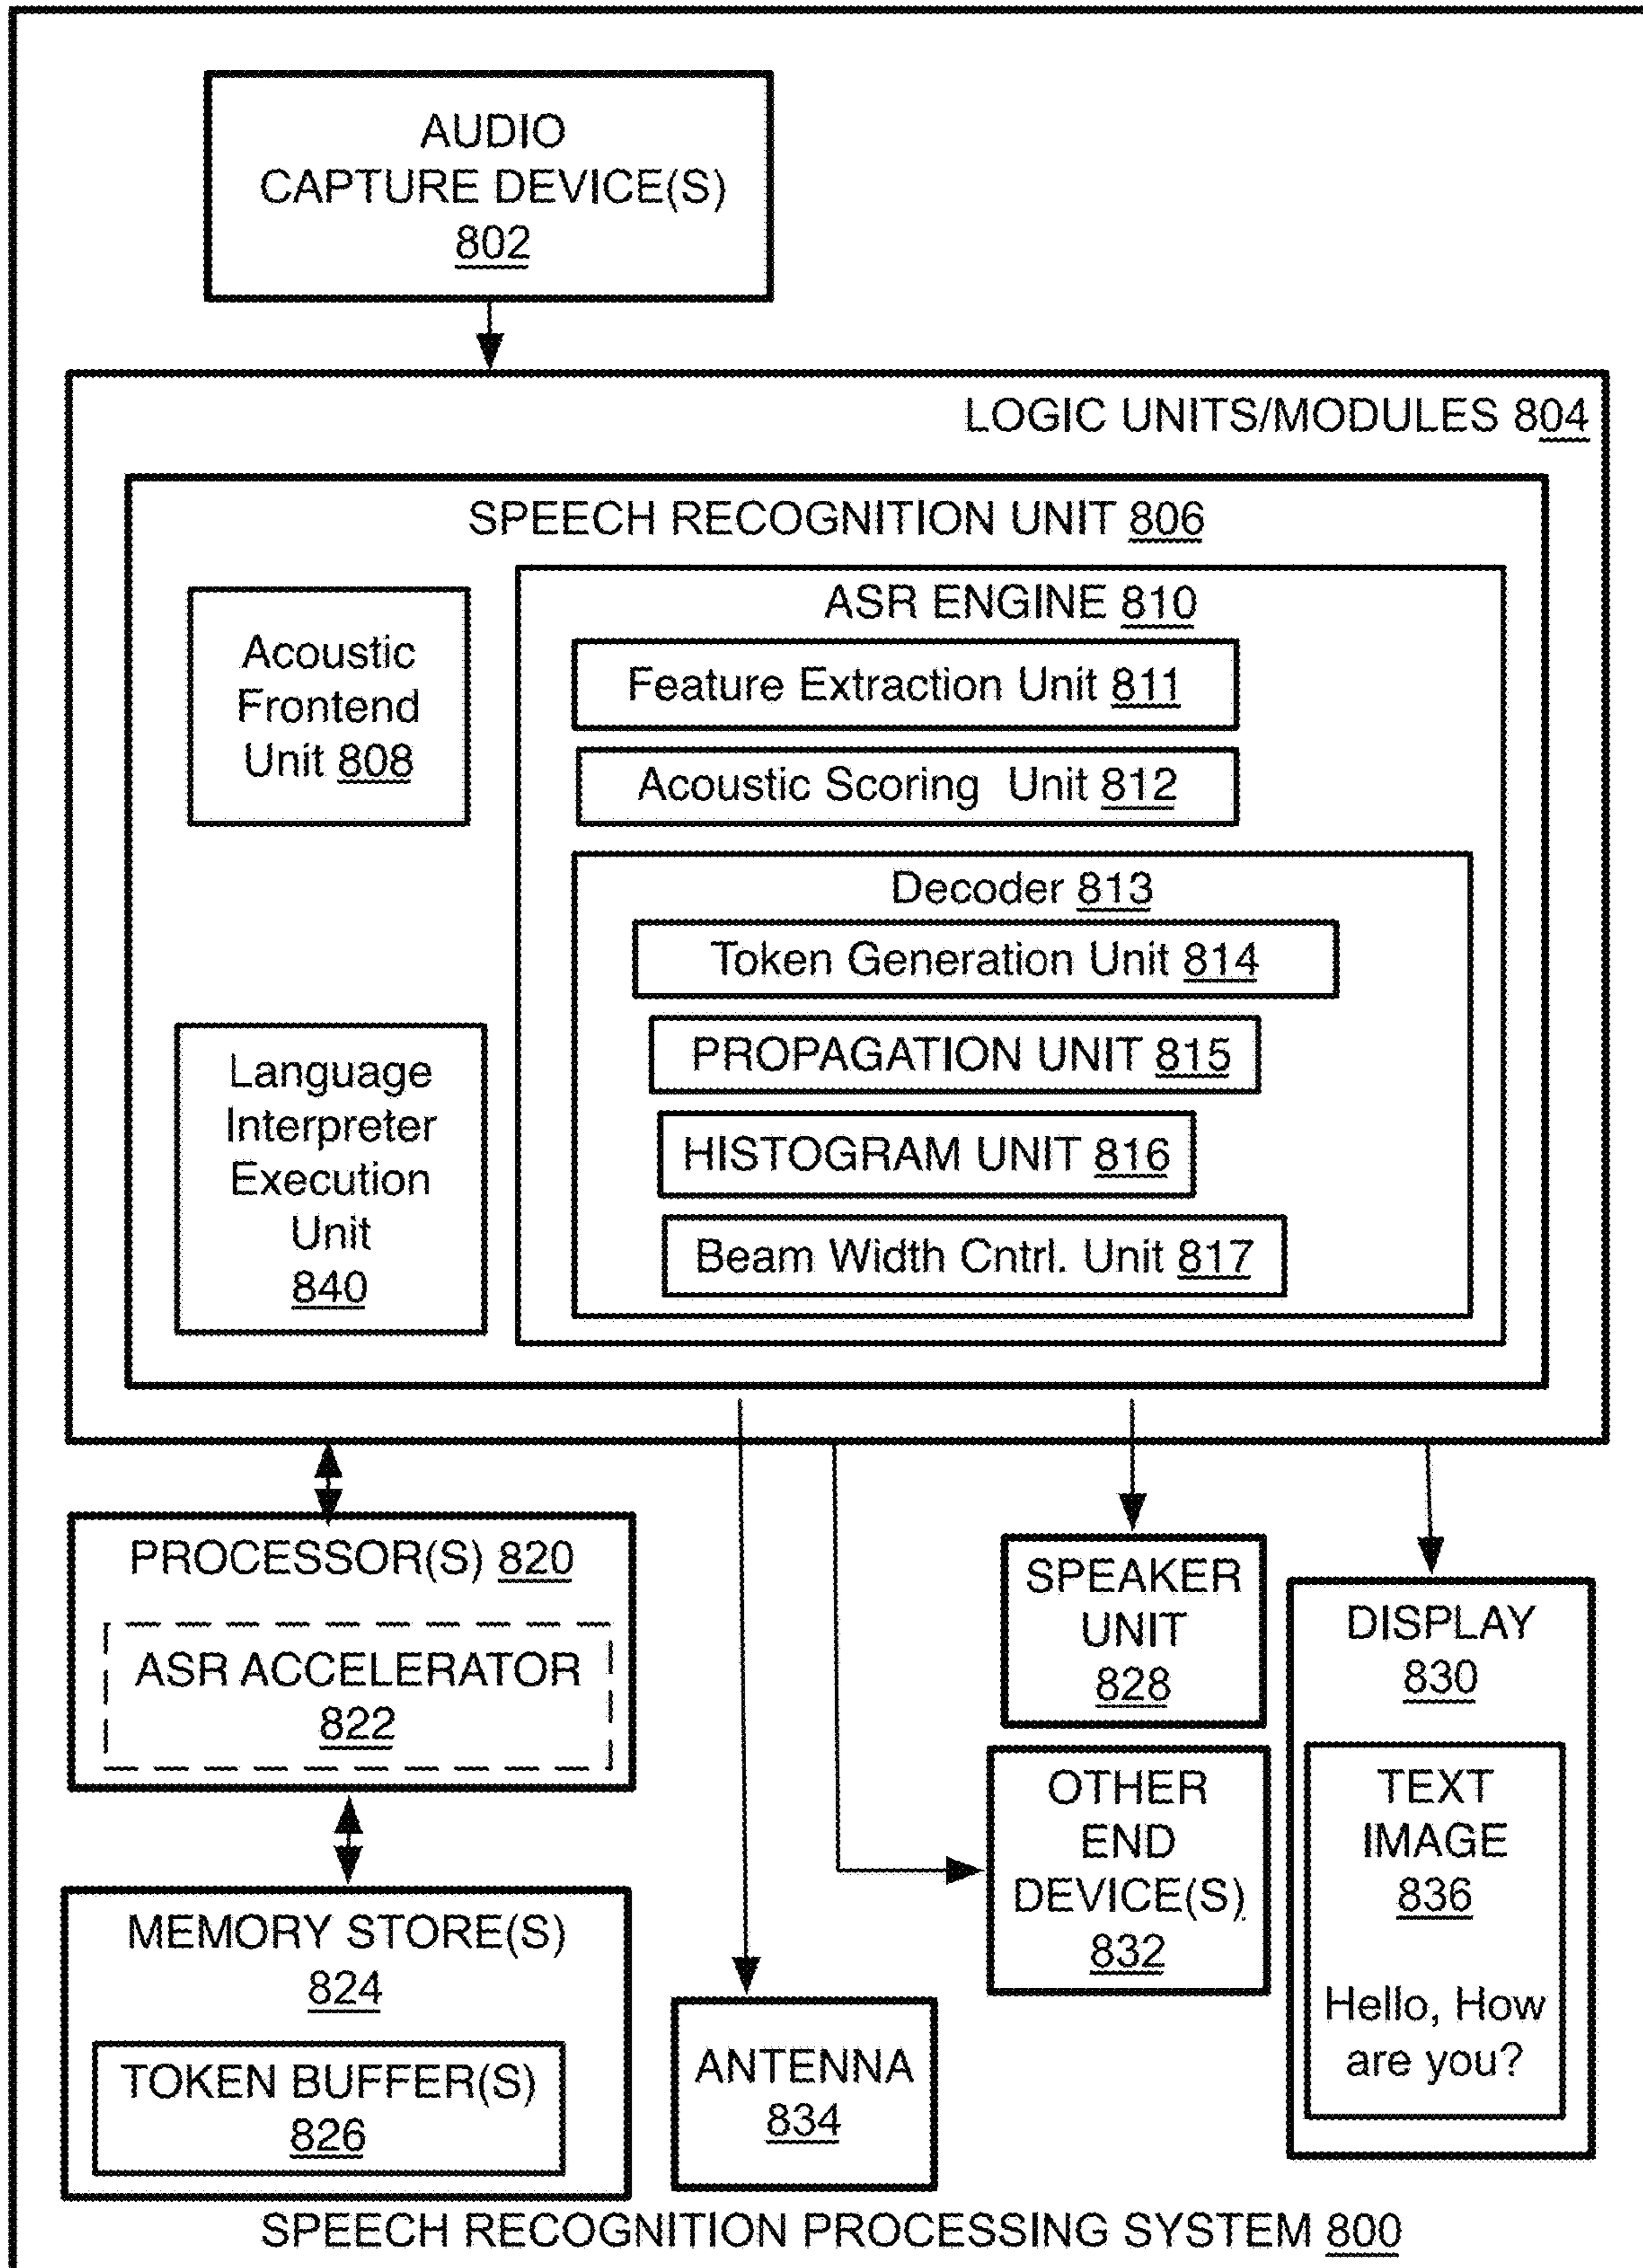 AUDIO
CAPTURE DEVICE(S)
802
LOGIC UNITS/MODULES 804
SPEECH RECOGNITION UNIT 806
Acoustic
Frontend
Unit 808
Language
Interpreter
Execution
Unit
840
ASR ENGINE 810
Feature Extraction Unit 811
Acoustic Scoring Unit 812
Decoder 813
Token Generation Unit 814
PROPAGATION UNIT 815
HISTOGRAM UNIT 816
Beam Width Cntrl. Unit 817
PROCESSOR(S) 820
ASR ACCELERATOR
822
MEMORY STORE(S)
824
TOKEN BUFFER(S)
826
ANTENNA
834
SPEAKER
UNIT
828
OTHER
END
DEVICE(S)
832
DISPLAY
830
TEXT
IMAGE
836
Hello, How
are you?
SPEECH RECOGNITION PROCESSING SYSTEM 800